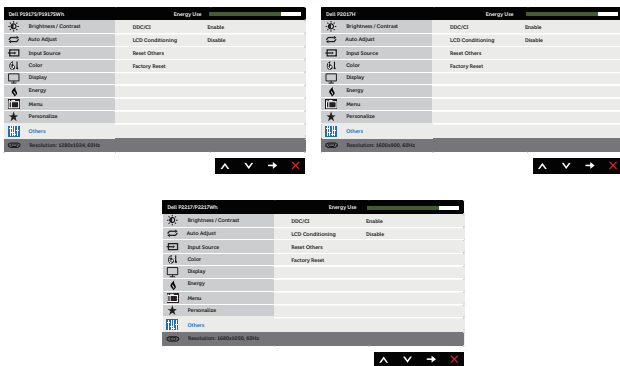 Dell P1917S/P1917SWh Energy Use
Brightness / Contrast DDC/CI Enable
Auto Adjust LCD Conditioning Disable
Input Source Reset Others
Color Factory Reset
Display
Energy
Menu
Personalize
Others
Resolution: 1280x1024, 60Hz
Dell P2017H Energy Use
Brightness / Contrast DDC/CI Enable
Auto Adjust LCD Conditioning Disable
Input Source Reset Others
Color Factory Reset
Display
Energy
Menu
Personalize
Others
Resolution: 1600x900, 60Hz
Dell P2217/P2217Wh Energy Use
Brightness / Contrast DDC/CI Enable
Auto Adjust LCD Conditioning Disable
Input Source Reset Others
Color Factory Reset
Display
Energy
Menu
Personalize
Others
Resolution: 1680x1050, 60Hz